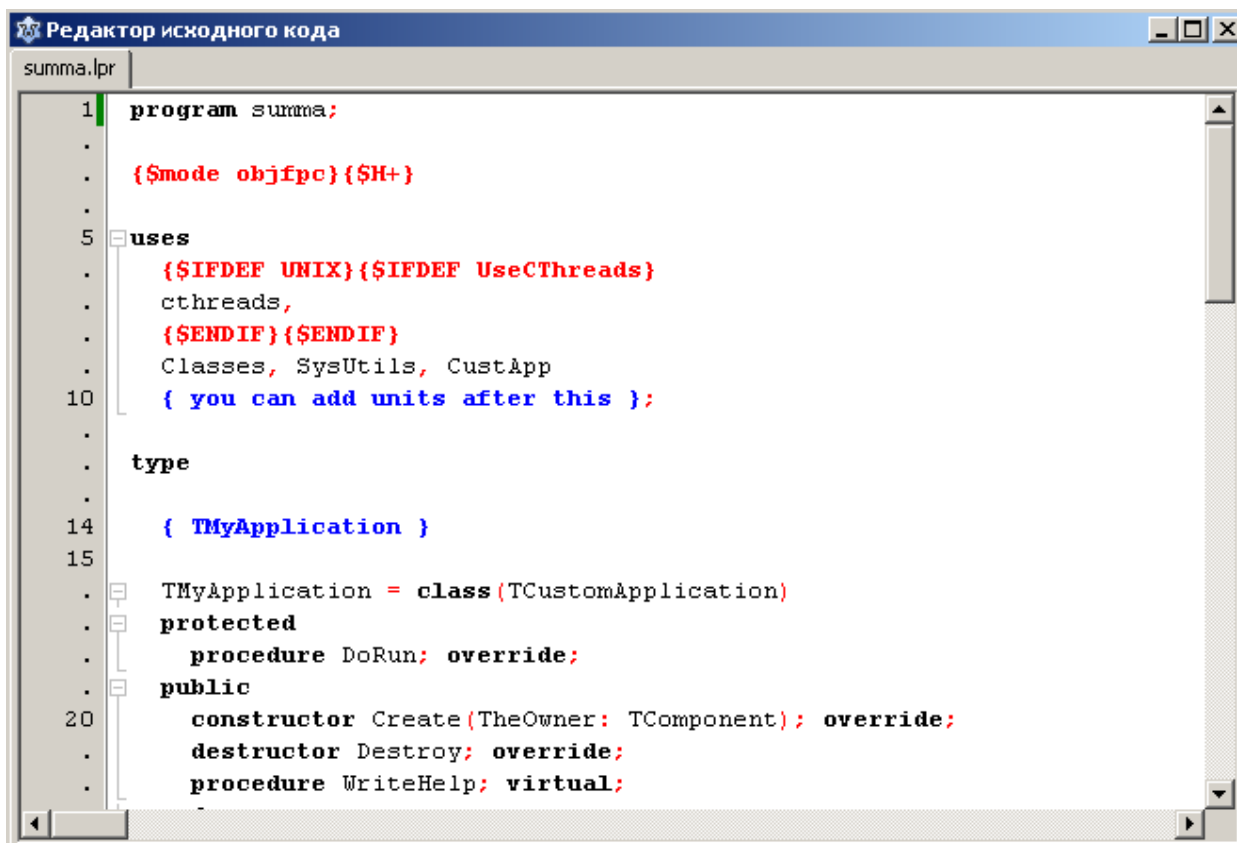 Редактор исходного кода
summa.lpr
1 program summa;
.
. {$mode objfpc}{$H+}
.
5 uses
. {$IFDEF UNIX}{$IFDEF UseCThreads}
. cthreads,
. {$ENDIF}{$ENDIF}
. Classes, SysUtils, CustApp
10 { you can add units after this };
.
. type
.
14 { TMyApplication }
15
. TMyApplication = class(TCustomApplication)
. protected
. procedure DoRun; override;
. public
20 constructor Create(TheOwner: TComponent); override;
. destructor Destroy; override;
. procedure WriteHelp; virtual;